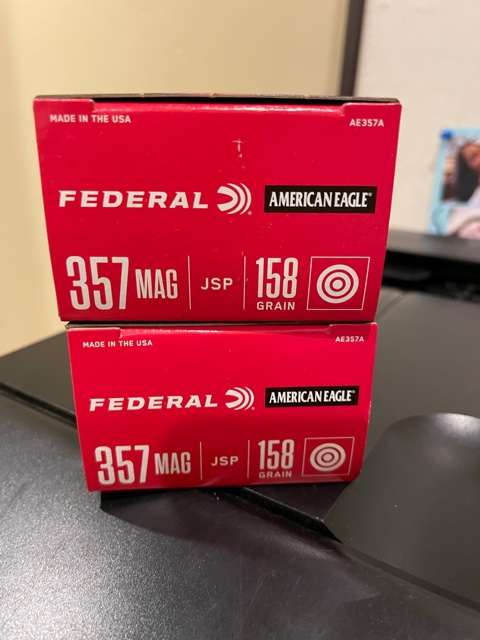 MADE IN THE USA AE357A
FEDERAL AMERICAN EAGLE®
357 MAG JSP 158 GRAIN
MADE IN THE USA AE357A
FEDERAL AMERICAN EAGLE®
357 MAG JSP 158 GRAIN